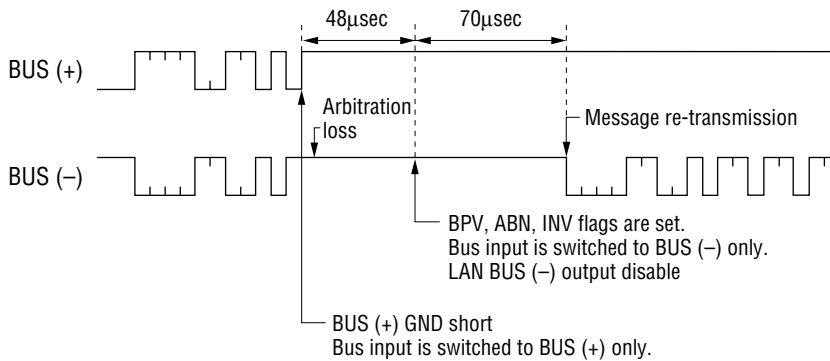 48μsec
70μsec
BUS (+)
Arbitration
loss
Message re-transmission
BUS (–)
BPV, ABN, INV flags are set.
Bus input is switched to BUS (–) only.
LAN BUS (–) output disable
BUS (+) GND short
Bus input is switched to BUS (+) only.